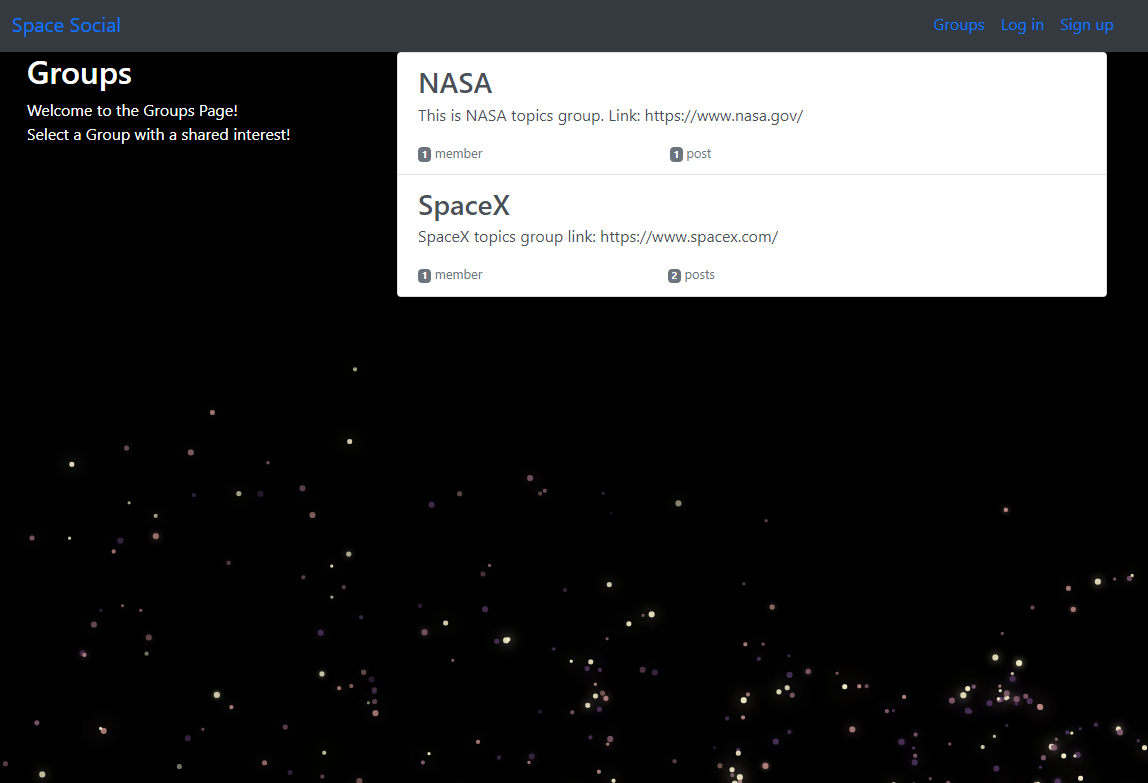 Space Social
Groups Log in Sign up
Groups
Welcome to the Groups Page!
Select a Group with a shared interest!
NASA
This is NASA topics group. Link: https://www.nasa.gov/
1 member 1 post
SpaceX
SpaceX topics group link: https://www.spacex.com/
1 member 2 posts